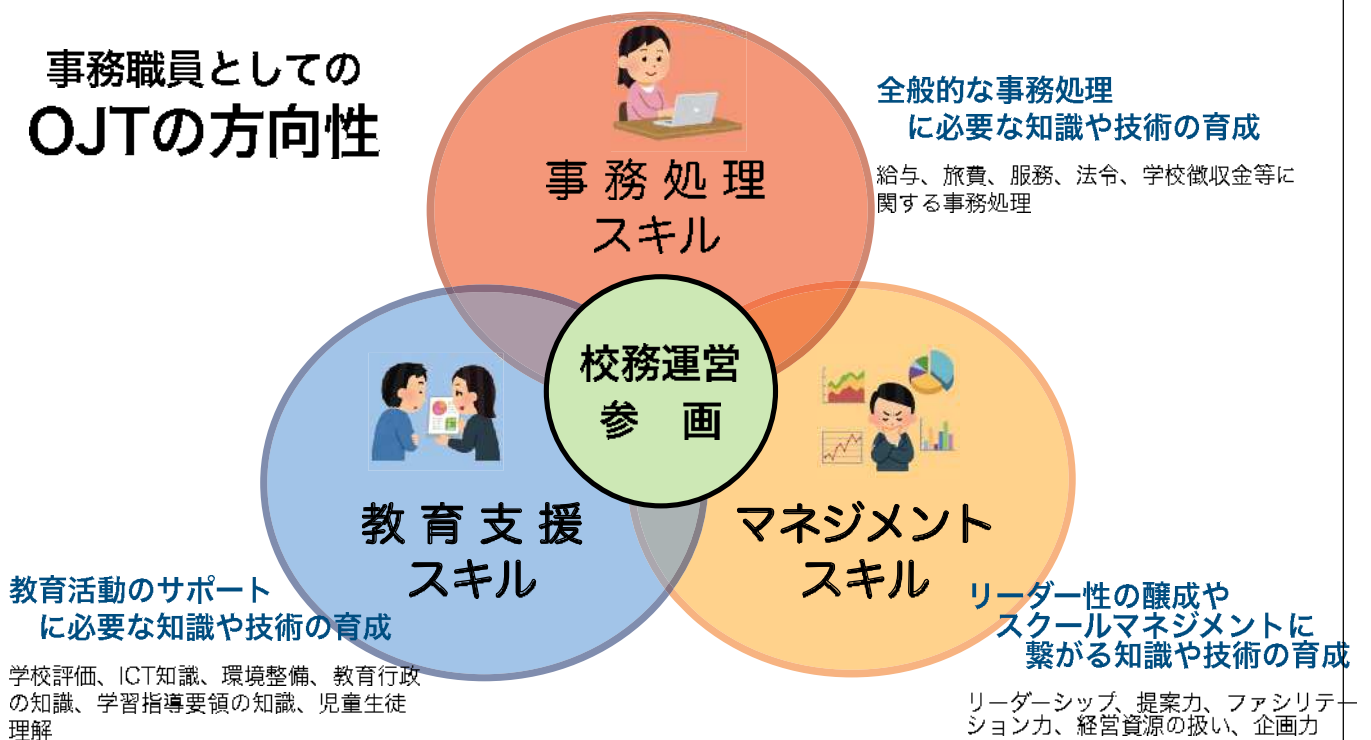 事務職員としての
OJTの方向性
事務処理
スキル
全般的な事務処理
に必要な知識や技術の育成
給与、旅費、服務、法令、学校徴収金等に
関する事務処理
校務運営
参 画
教育支援
スキル
教育活動のサポート
に必要な知識や技術の育成
学校評価、ICT知識、環境整備、教育行政
の知識、学習指導要領の知識、児童生徒
理解
マネジメント
スキル
リーダー性の醸成や
スクールマネジメントに
繋がる知識や技術の育成
リーダーシップ、提案力、ファシリテー
ション力、経営資源の扱い、企画力